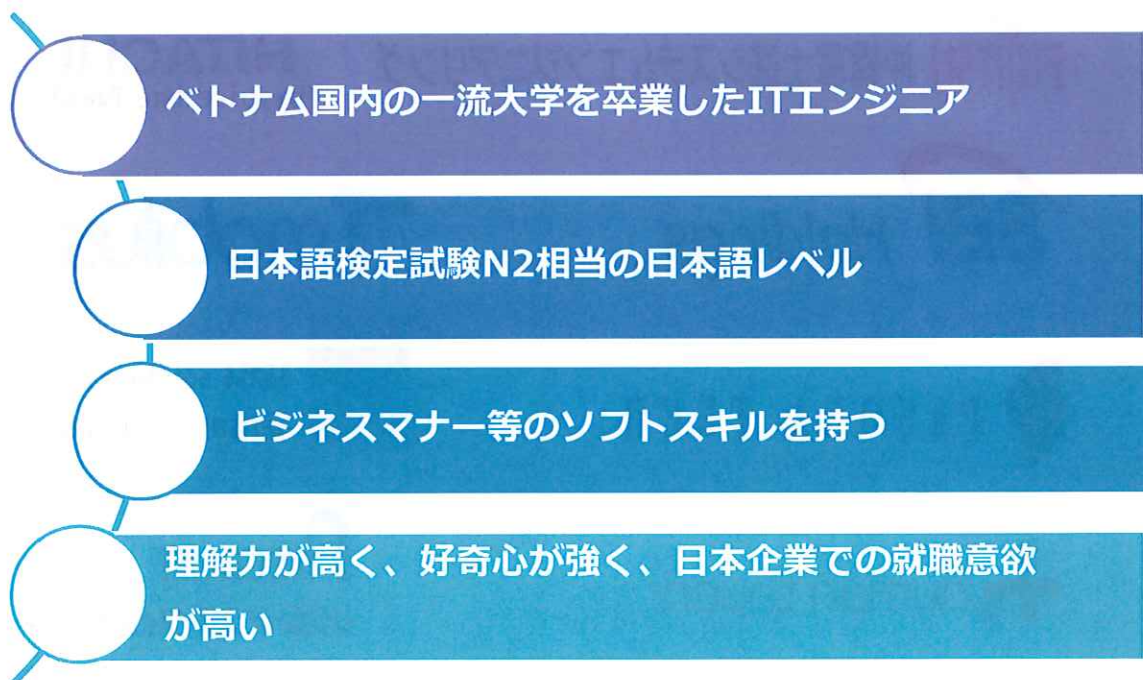 ベトナム国内の一流大学を卒業したITエンジニア
日本語検定試験N2相当の日本語レベル
ビジネスマナー等のソフトスキルを持つ
理解力が高く、好奇心が強く、日本企業での就職意欲
が高い